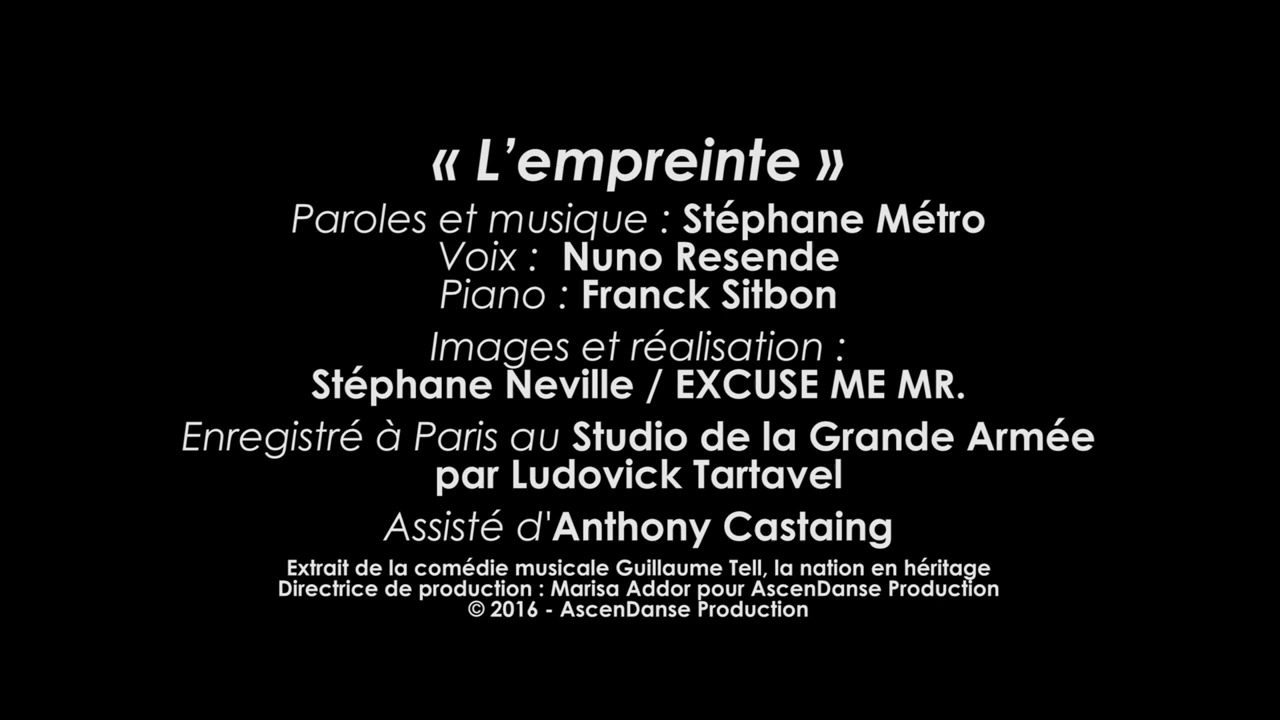 « L’empreinte »
Paroles et musique : Stéphane Métro
Voix : Nuno Resende
Piano : Franck Sitbon
Images et réalisation :
Stéphane Neville / EXCUSE ME MR.
Enregistré à Paris au Studio de la Grande Armée
par Ludovick Tartavel
Assisté d'Anthony Castaing
Extrait de la comédie musicale Guillaume Tell, la nation en héritage
Directrice de production : Marisa Addor pour AscenDanse Production
© 2016 - AscenDanse Production